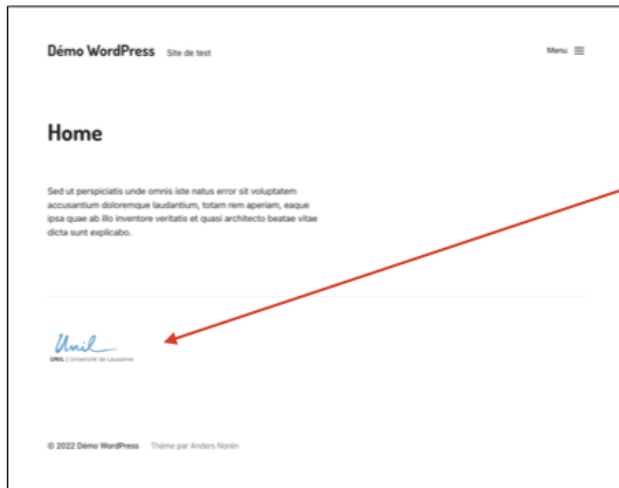 Démo WordPress Site de test
Menu
Home
Sed ut perspiciatis unde omnis iste natus error sit voluptatem
accusantium doloremque laudantium, totam rem aperiam, eaque
ipsa quae ab illo inventore veritatis et quasi architecto beatae vitae
dicta sunt explicabo.
Unil
UNIL | Université de Lausanne
© 2022 Démo WordPress Thème par Anders Norén